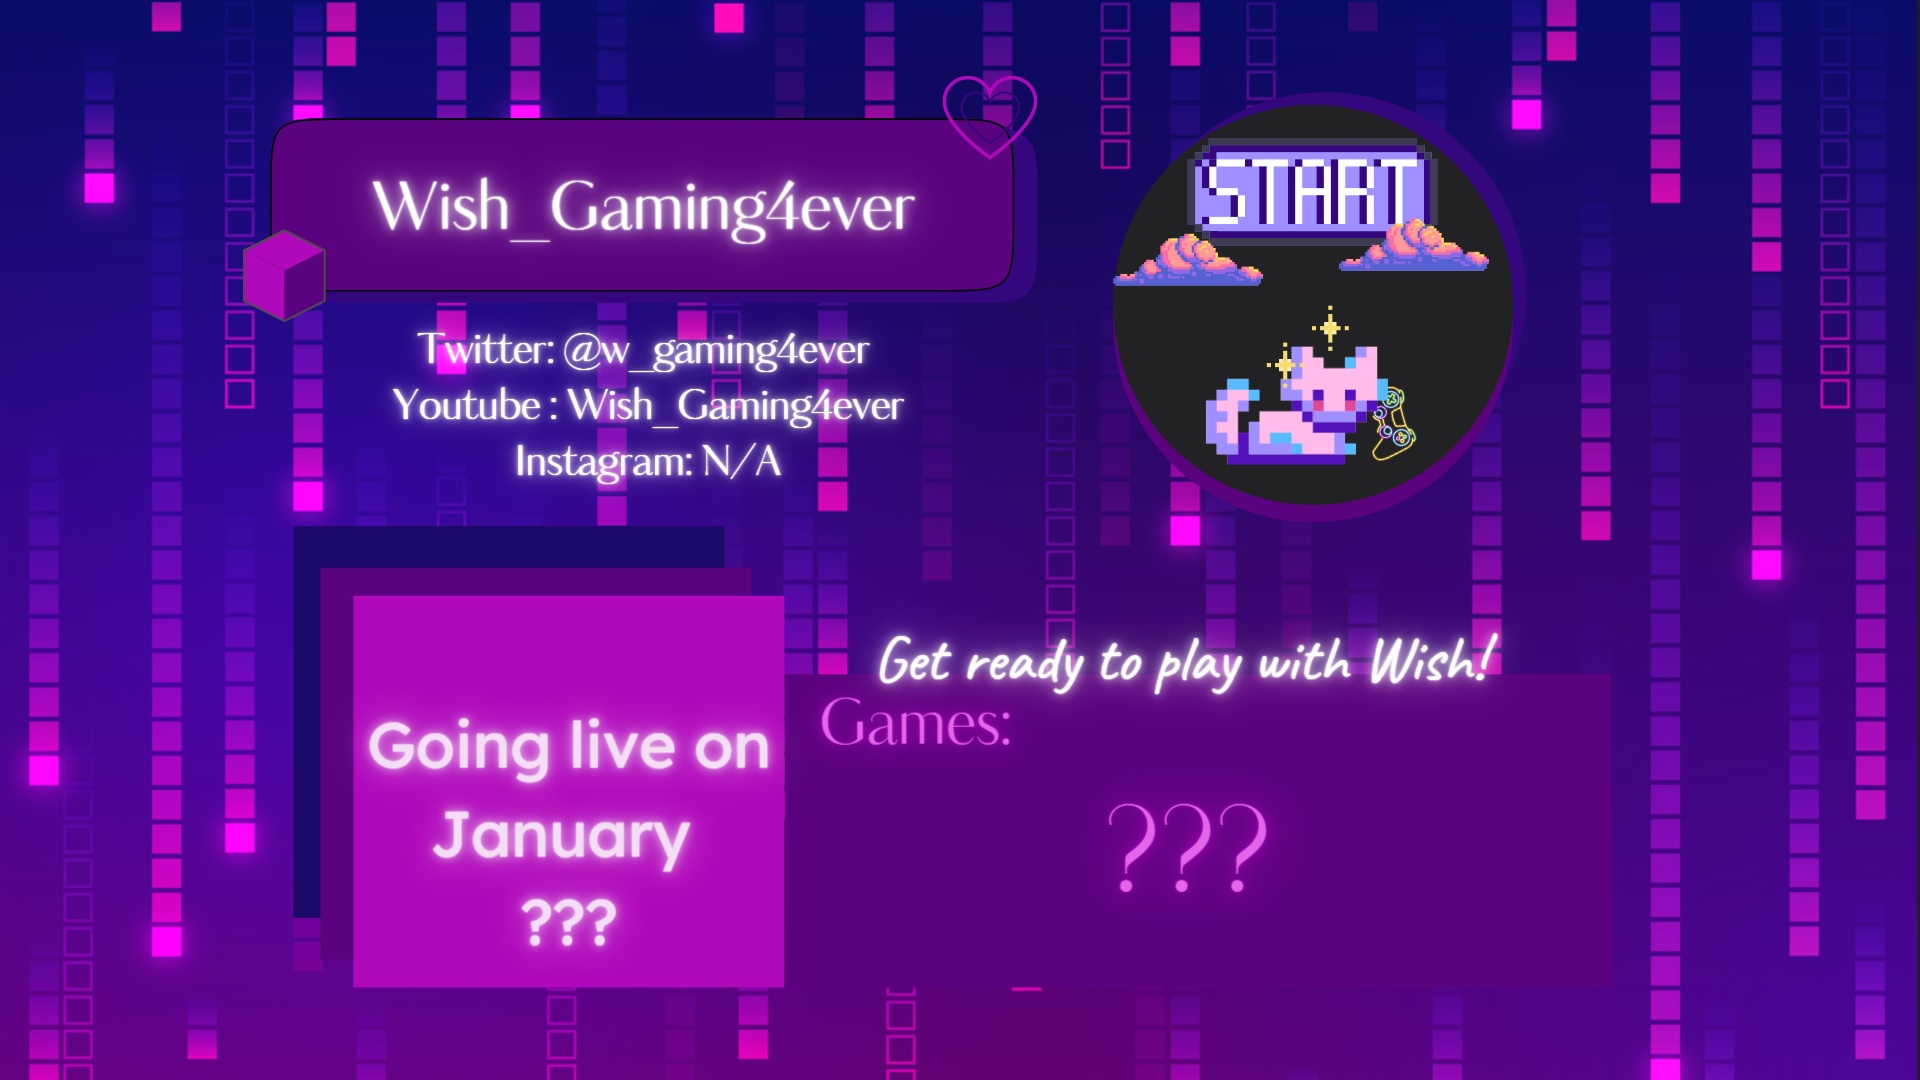 Wish_Gaming4ever
START
Twitter: @w_gaming4ever
Youtube : Wish_Gaming4ever
Instagram: N/A
Get ready to play with Wish!
Going live on
January
???
Games:
???